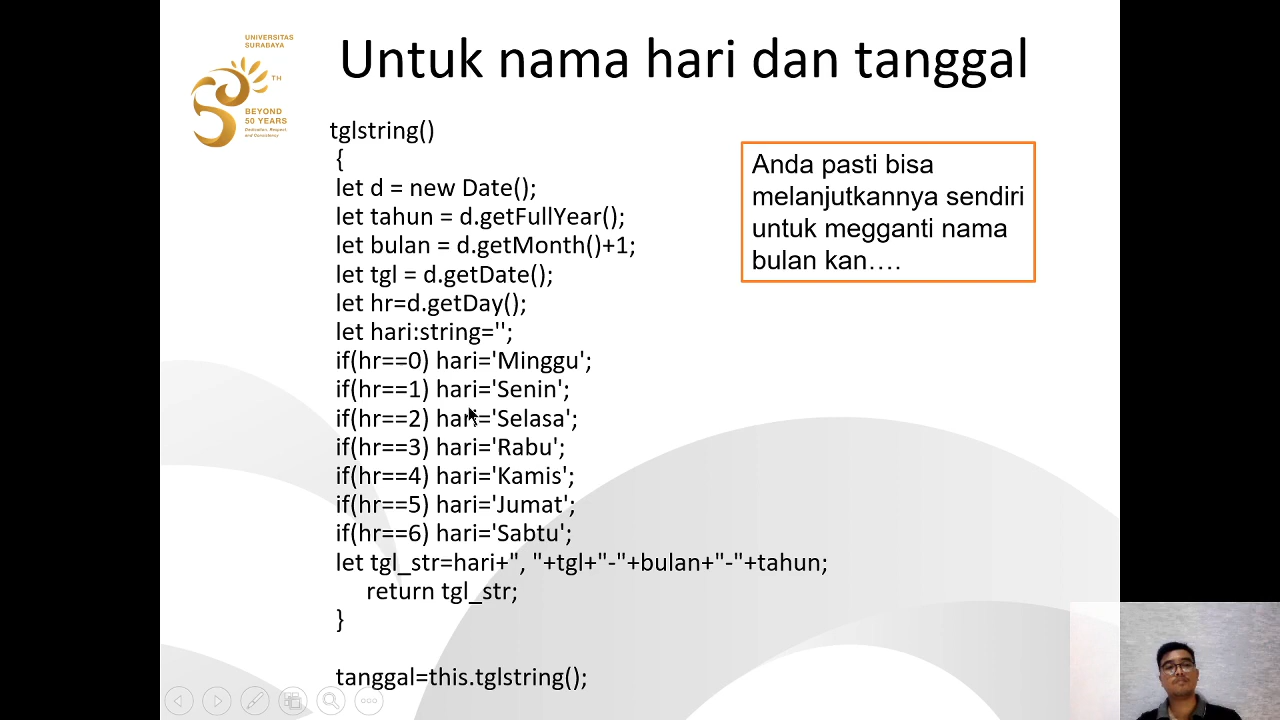 UNIVERSITAS
SURABAYA
TH
BEYOND
50 YEARS
Dedication, Respect,
and Consistency
Untuk nama hari dan tanggal
tglstring()
{
let d = new Date();
let tahun = d.getFullYear();
let bulan = d.getMonth()+1;
let tgl = d.getDate();
let hr=d.getDay();
let hari:string='';
if(hr==0) hari='Minggu';
if(hr==1) hari='Senin';
if(hr==2) hari='Selasa';
if(hr==3) hari='Rabu';
if(hr==4) hari='Kamis';
if(hr==5) hari='Jumat';
if(hr==6) hari='Sabtu';
let tgl_str=hari+", "+tgl+"-"+bulan+"-"+tahun;
return tgl_str;
}
tanggal=this.tglstring();
Anda pasti bisa
melanjutkannya sendiri
untuk megganti nama
bulan kan….